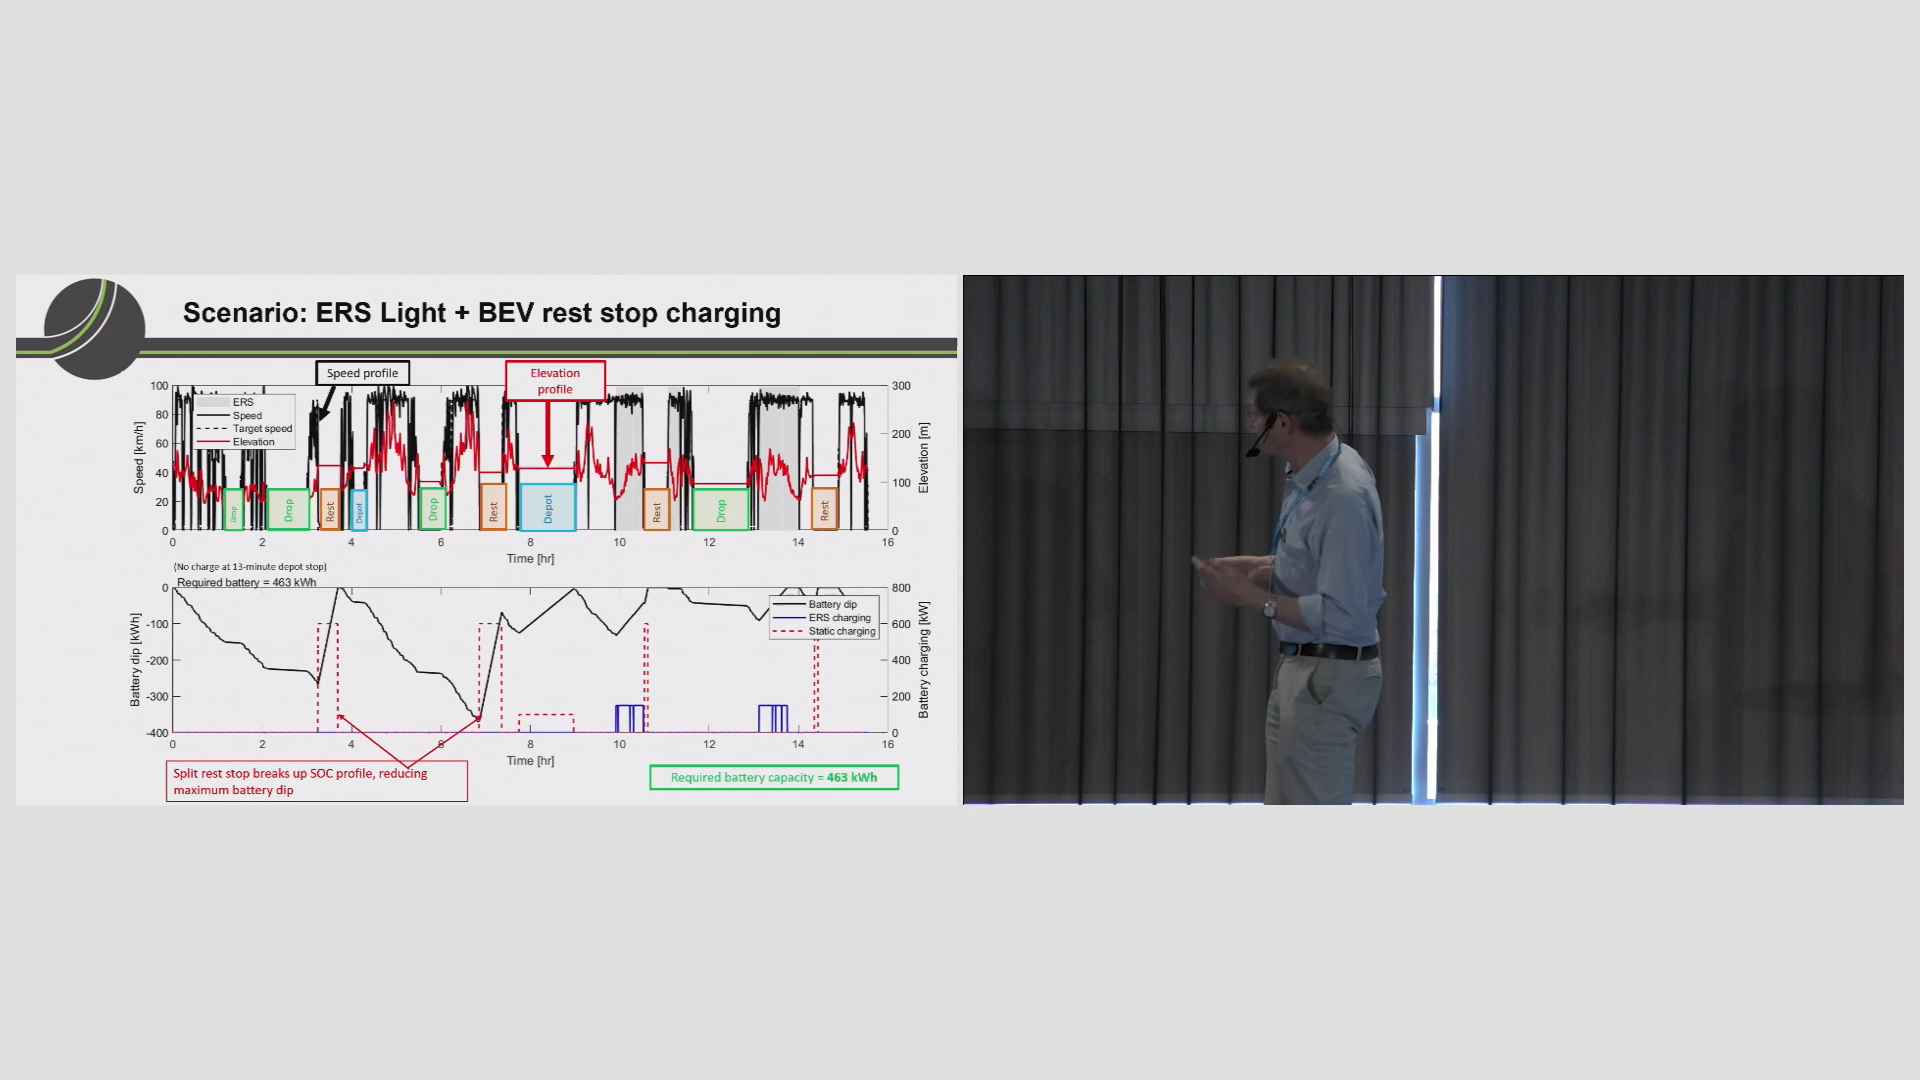 Scenario: ERS Light + BEV rest stop charging
Speed profile
Elevation
profile
100
80
60
40
20
0
Speed [km/h]
ERS
Speed
Target speed
Elevation
300
200
100
0
Elevation [m]
Drop
Drop
Rest
Depot
Drop
Rest
Depot
Rest
Drop
Rest
0 2 4 6 8 10 12 14 16
Time [hr]
(No charge at 13-minute depot stop)
Required battery = 463 kWh
0
-100
-200
-300
-400
Battery dip [kWh]
Battery dip
ERS charging
Static charging
800
600
400
200
0
Battery charging [kW]
0 2 4 6 8 10 12 14 16
Time [hr]
Split rest stop breaks up SOC profile, reducing
maximum battery dip
Required battery capacity = 463 kWh